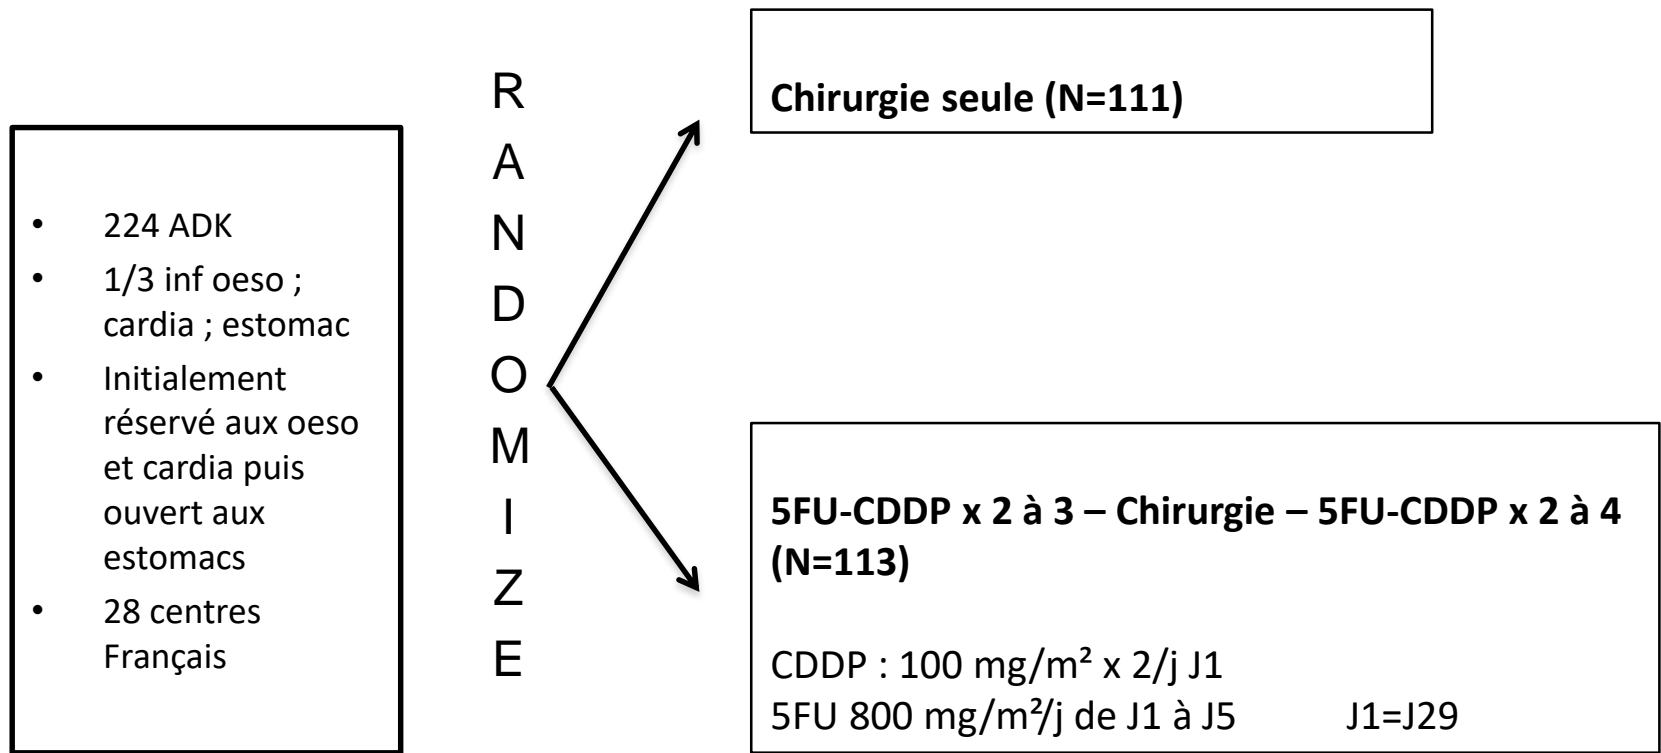 • 224 ADK
• 1/3 inf oeso ;
cardia ; estomac
• Initialement
réservé aux oeso
et cardia puis
ouvert aux
estomacs
• 28 centres
Français
R
A
N
D
O
M
I
Z
E
Chirurgie seule (N=111)
5FU-CDDP x 2 à 3 – Chirurgie – 5FU-CDDP x 2 à 4
(N=113)
CDDP : 100 mg/m² x 2/j J1
5FU 800 mg/m²/j de J1 à J5 J1=J29